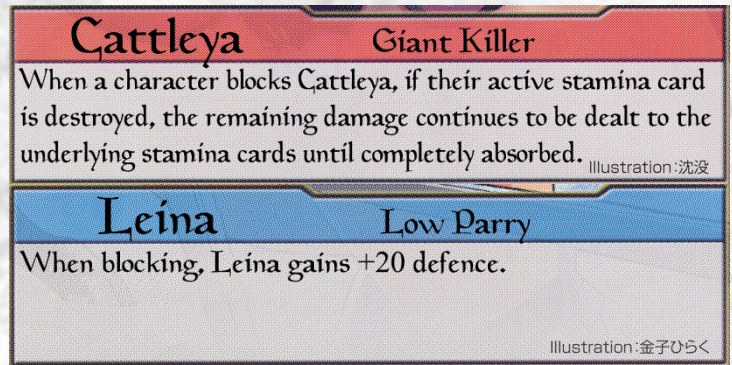 Cattleya Giant Killer
When a character blocks Cattleya, if their active stamina card
is destroyed, the remaining damage continues to be dealt to the
underlying stamina cards until completely absorbed.
Illustration:沈没
Leina Low Parry
When blocking, Leina gains +20 defence.
Illustration:金子ひらく